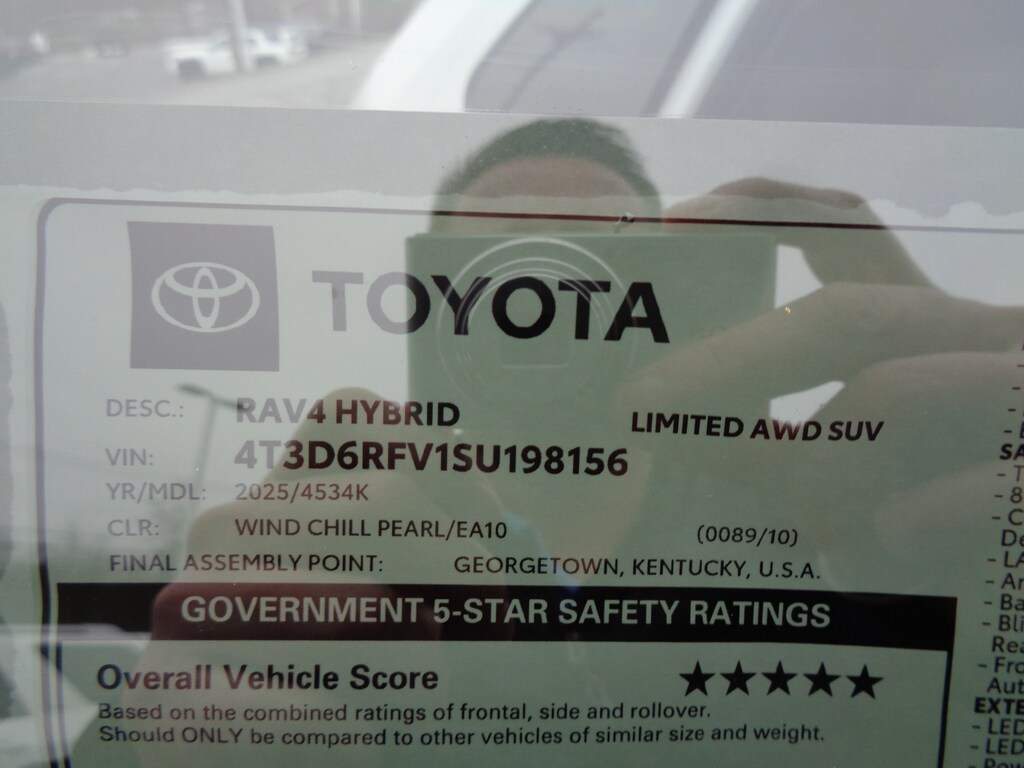 TOYOTA
DESC.: RAV4 HYBRID LIMITED AWD SUV
VIN: 4T3D6RFV1SU198156
YR/MDL: 2025/4534K
CLR: WIND CHILL PEARL/EA10 (0089/10)
FINAL ASSEMBLY POINT: GEORGETOWN, KENTUCKY, U.S.A.
GOVERNMENT 5-STAR SAFETY RATINGS
Overall Vehicle Score ★★★★★
Based on the combined ratings of frontal, side and rollover.
Should ONLY be compared to other vehicles of similar size and weight.